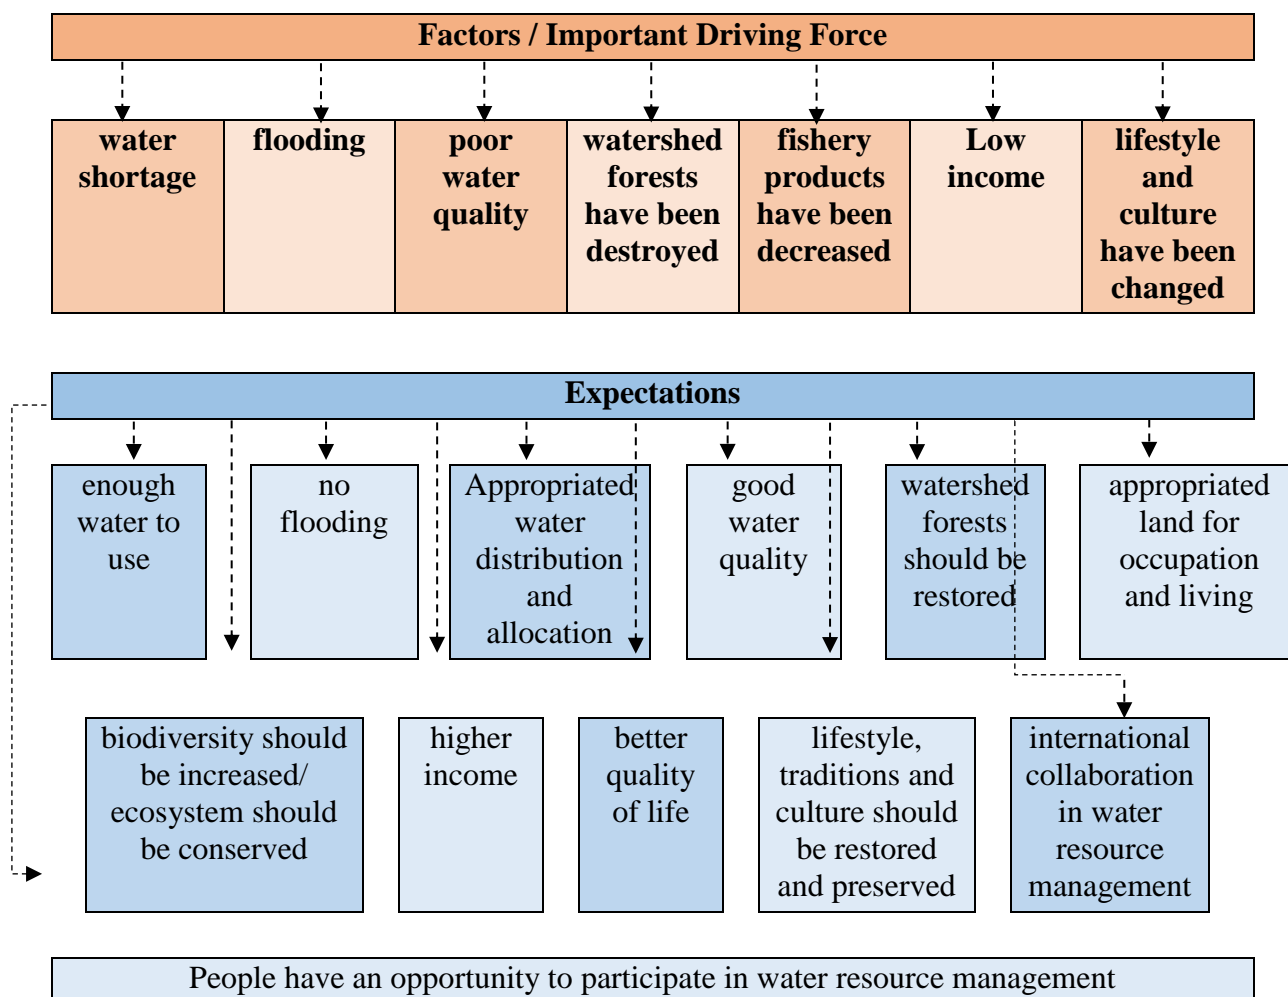 Factors / Important Driving Force
water
shortage
flooding
poor
water
quality
watershed
forests
have been
destroyed
fishery
products
have been
decreased
Low
income
lifestyle
and
culture
have been
changed
Expectations
enough
water to
use
no
flooding
Appropriated
water
distribution
and
allocation
good
water
quality
watershed
forests
should be
restored
appropriated
land for
occupation
and living
biodiversity should
be increased/
ecosystem should
be conserved
higher
income
better
quality
of life
lifestyle,
traditions and
culture should
be restored
and preserved
international
collaboration
in water
resource
management
People have an opportunity to participate in water resource management